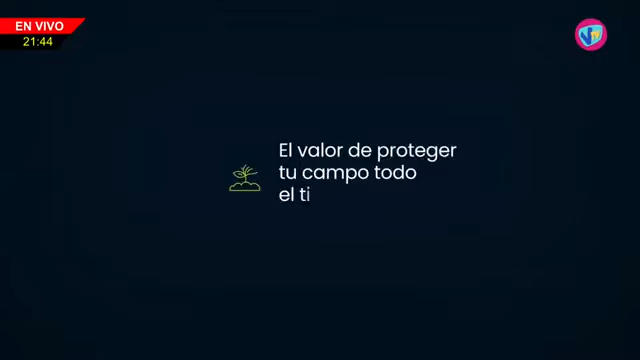 EN VIVO
21:44
El valor de proteger
tu campo todo
el ti